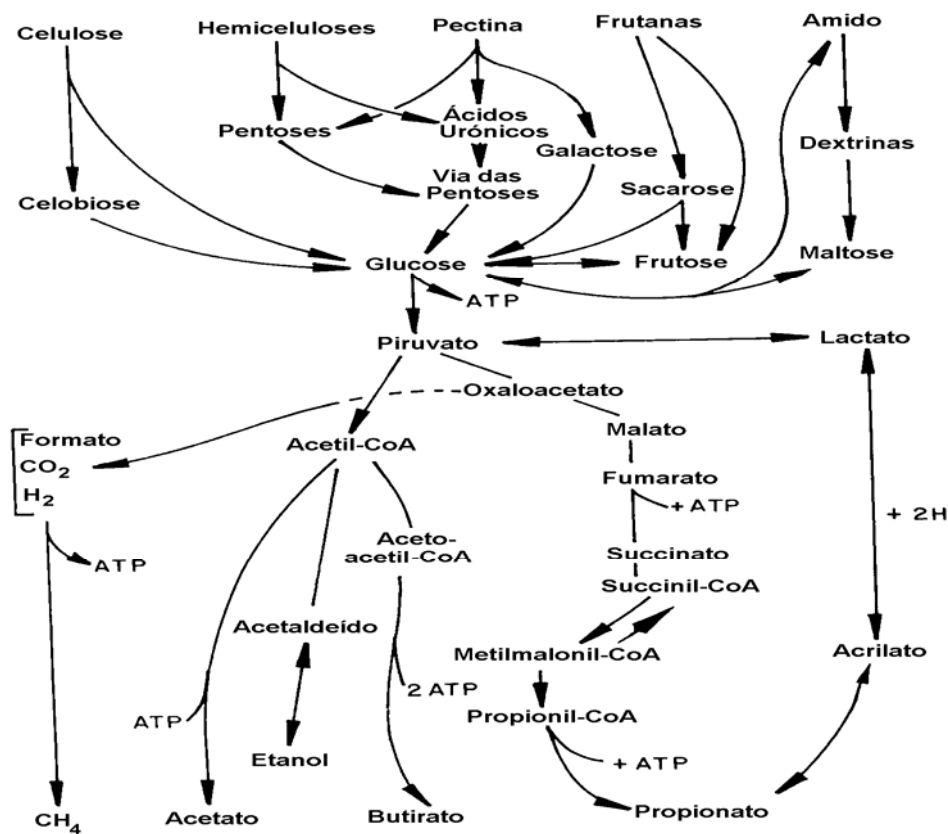 Celulose
Hemiceluloses
Pectina
Frutanas
Amido
Pentoses
Ácidos
Urónicos
Galactose
Dextrinas
Celobiose
Via das
Pentoses
Sacarose
Glucose
Frutose
Maltose
ATP
Piruvato
Lactato
Oxaloacetato
Formato
CO2
H2
Acetil-CoA
Malato
Fumarato
+ ATP
+ 2H
ATP
Aceto-
acetil-CoA
Succinato
Succinil-CoA
Acetaldeído
Metilmalonil-CoA
Acrilato
ATP
2 ATP
Propionil-CoA
Etanol
+ ATP
CH4
Acetato
Butirato
Propionato